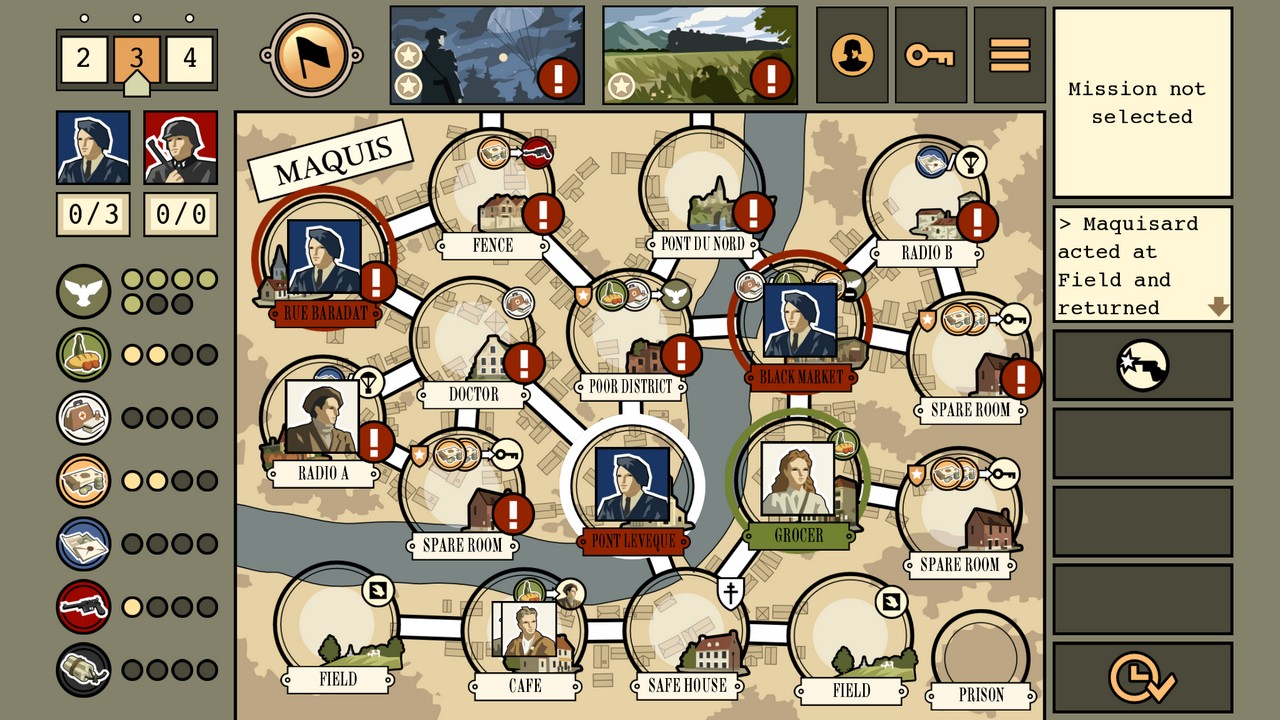 2 3 4
0/3 0/0
Mission not
selected
> Maquisard
acted at
Field and
returned
MAQUIS
FENCE
PONT DU NORD
RADIO B
RUE BARADAT
DOCTOR
POOR DISTRICT
BLACK MARKET
SPARE ROOM
RADIO A
SPARE ROOM
PONT LEVEQUE
GROCER
SPARE ROOM
FIELD
CAFE
SAFE HOUSE
FIELD
PRISON